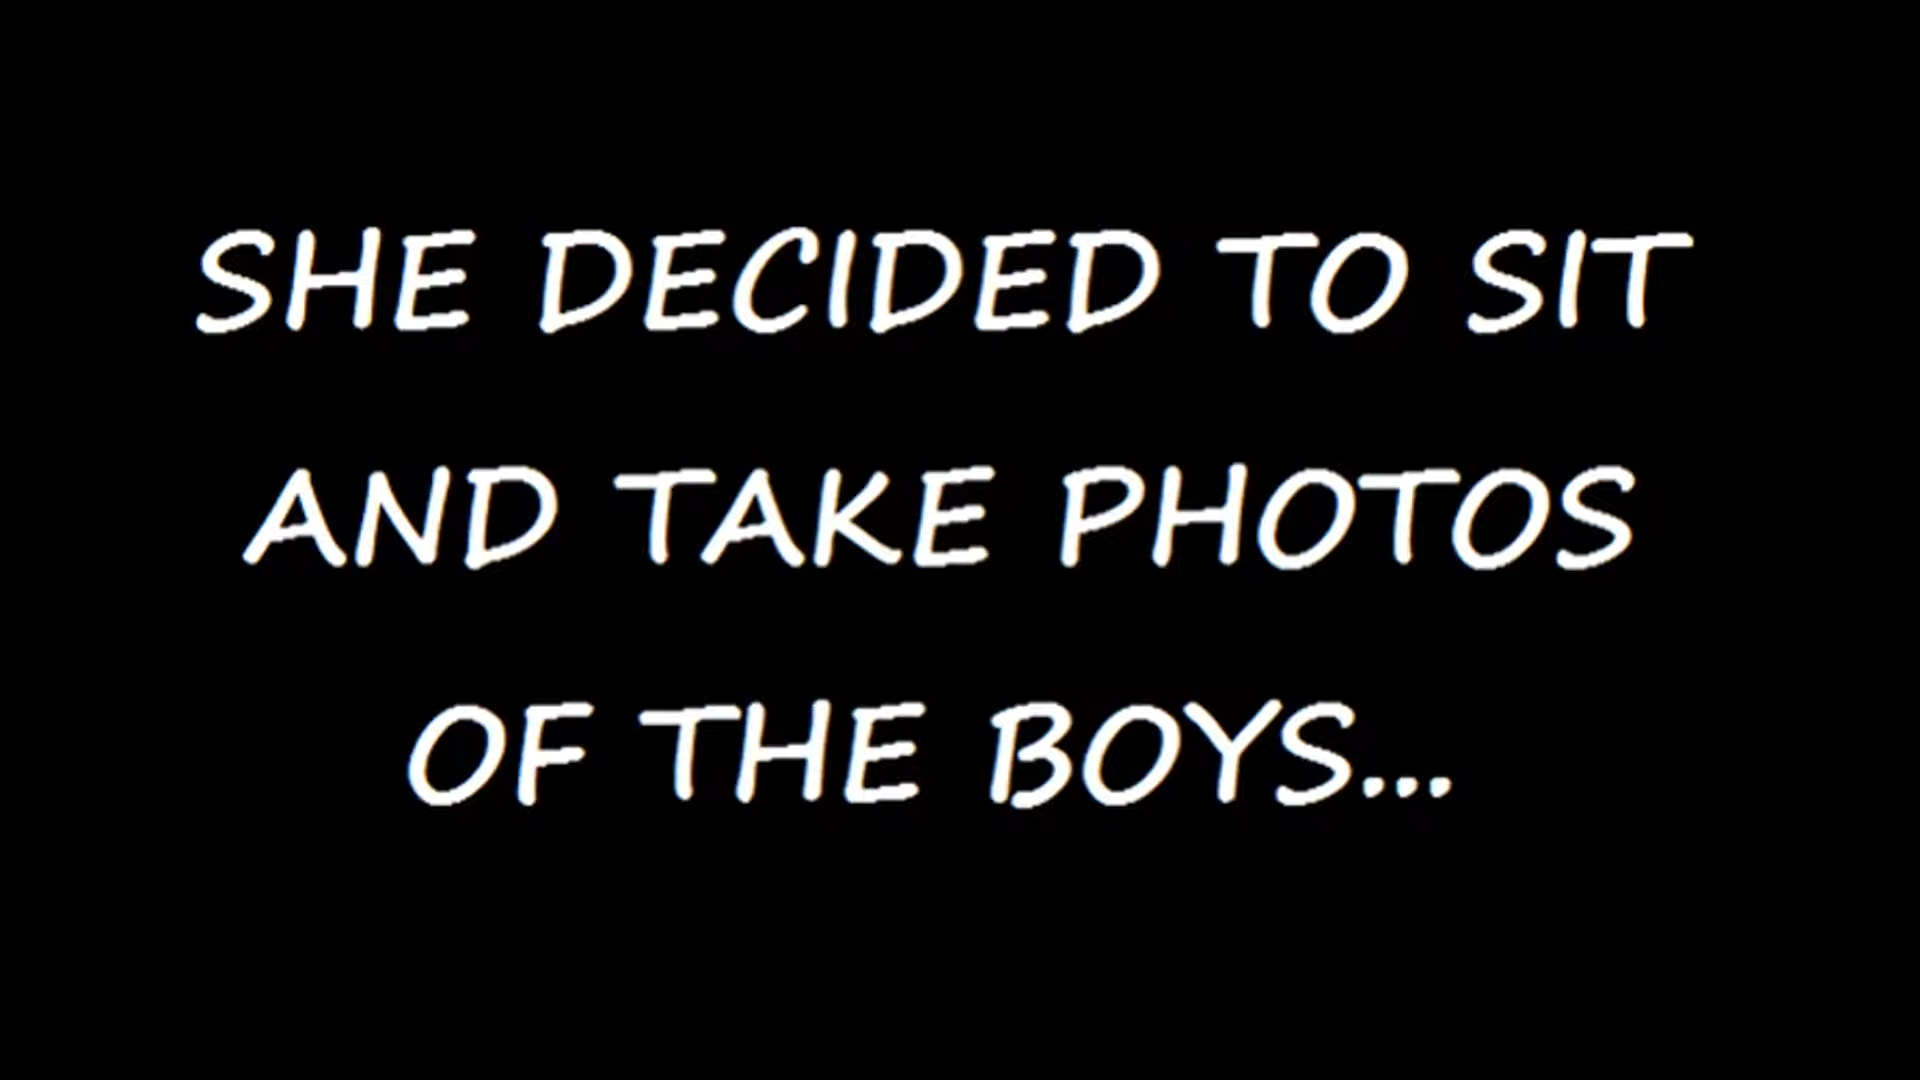 SHE DECIDED TO SIT
AND TAKE PHOTOS
OF THE BOYS...